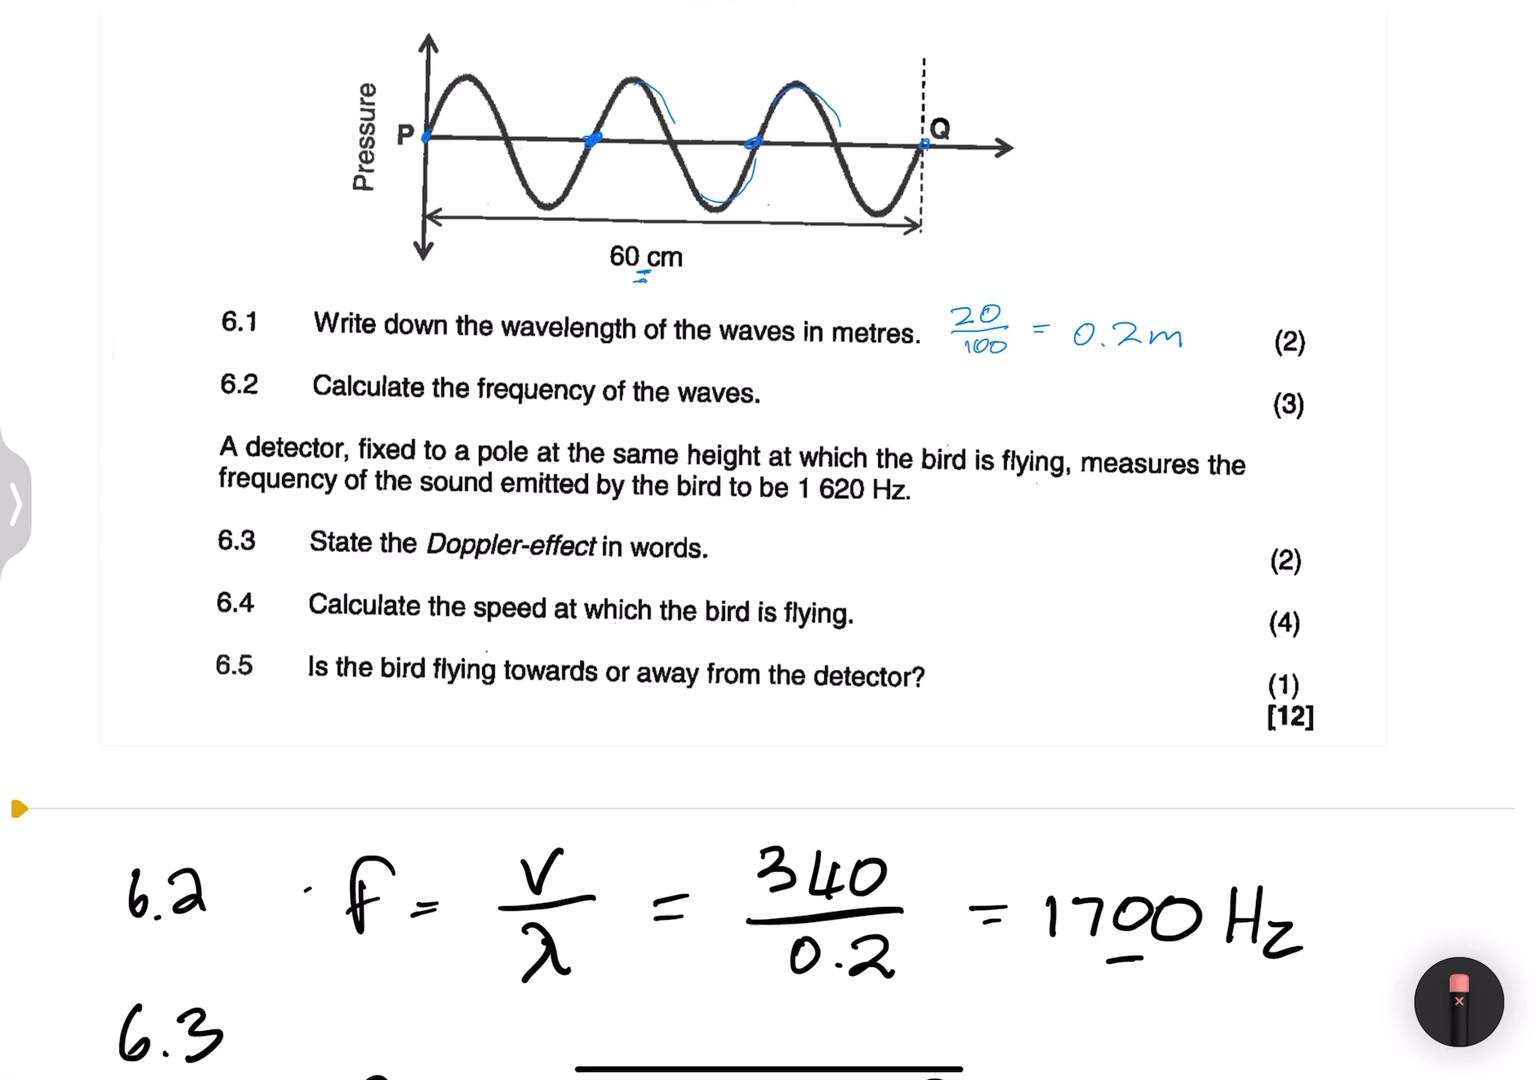 Pressure
P
Q
60 cm
6.1 Write down the wavelength of the waves in metres. 20/100 = 0.2m (2)
6.2 Calculate the frequency of the waves. (3)
A detector, fixed to a pole at the same height at which the bird is flying, measures the
frequency of the sound emitted by the bird to be 1 620 Hz.
6.3 State the Doppler-effect in words. (2)
6.4 Calculate the speed at which the bird is flying. (4)
6.5 Is the bird flying towards or away from the detector? (1)
[12]
6.2 f = v/λ = 340/0.2 = 1700 Hz
6.3